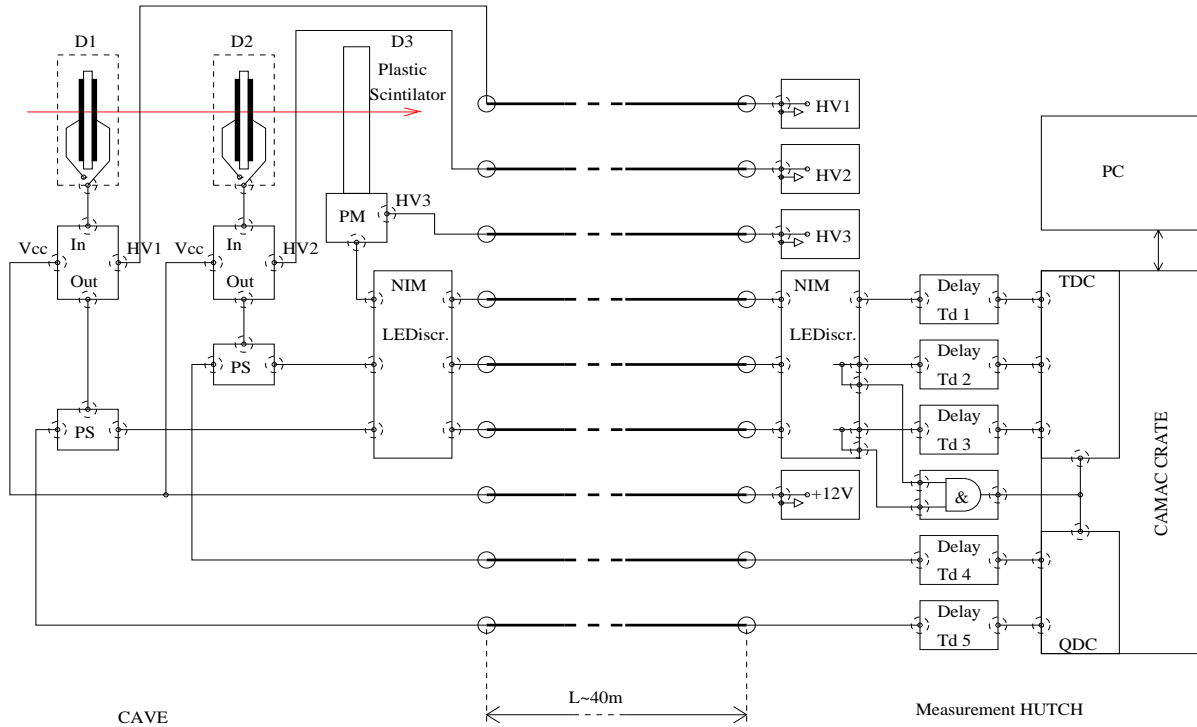 D1
D2
D3
Plastic
Scintilator
HV1
HV2
PC
PM
HV3
HV3
Vcc
In
HV1
Vcc
In
HV2
Out
Out
NIM
NIM
Delay
Td 1
TDC
LEDiscr.
LEDiscr.
PS
Delay
Td 2
PS
Delay
Td 3
+12V
&
CAMAC CRATE
Delay
Td 4
Delay
Td 5
QDC
L~40m
CAVE
Measurement HUTCH